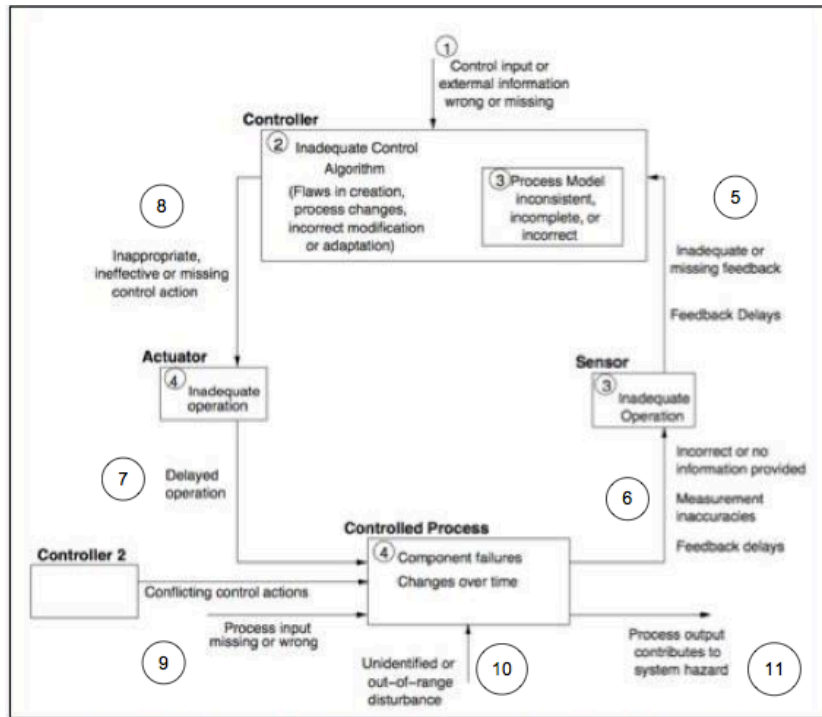 1
Control input or
external information
wrong or missing
Controller
2
Inadequate Control
Algorithm
(Flaws in creation,
process changes,
incorrect modification
or adaptation)
3
Process Model
inconsistent,
incomplete, or
incorrect
8
Inappropriate,
ineffective or missing
control action
5
Inadequate or
missing feedback
Feedback Delays
Actuator
4
Inadequate
operation
Sensor
3
Inadequate
Operation
7
Delayed
operation
6
Incorrect or no
information provided
Measurement
inaccuracies
Feedback delays
Controlled Process
4
Component failures
Changes over time
Controller 2
Conflicting control actions
Process input
missing or wrong
9
Unidentified or
out-of-range
disturbance
10
Process output
contributes to
system hazard
11